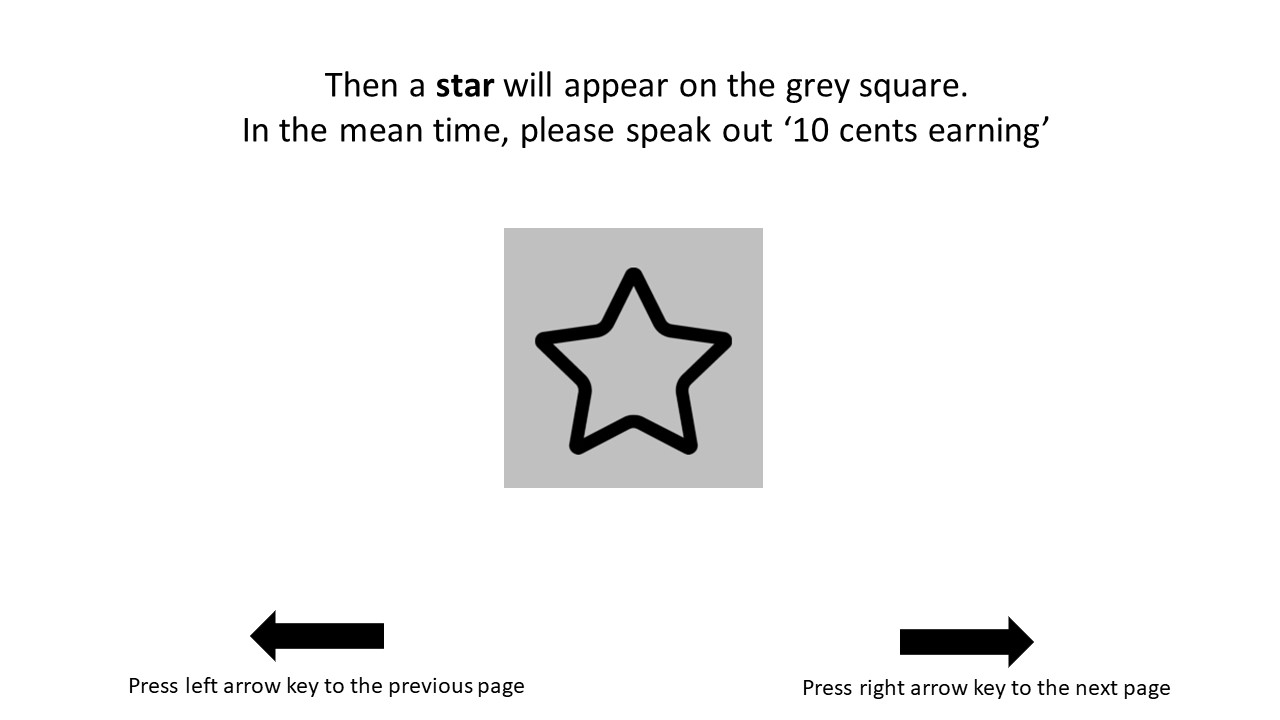 Then a star will appear on the grey square.
In the mean time, please speak out ‘10 cents earning’
Press left arrow key to the previous page
Press right arrow key to the next page